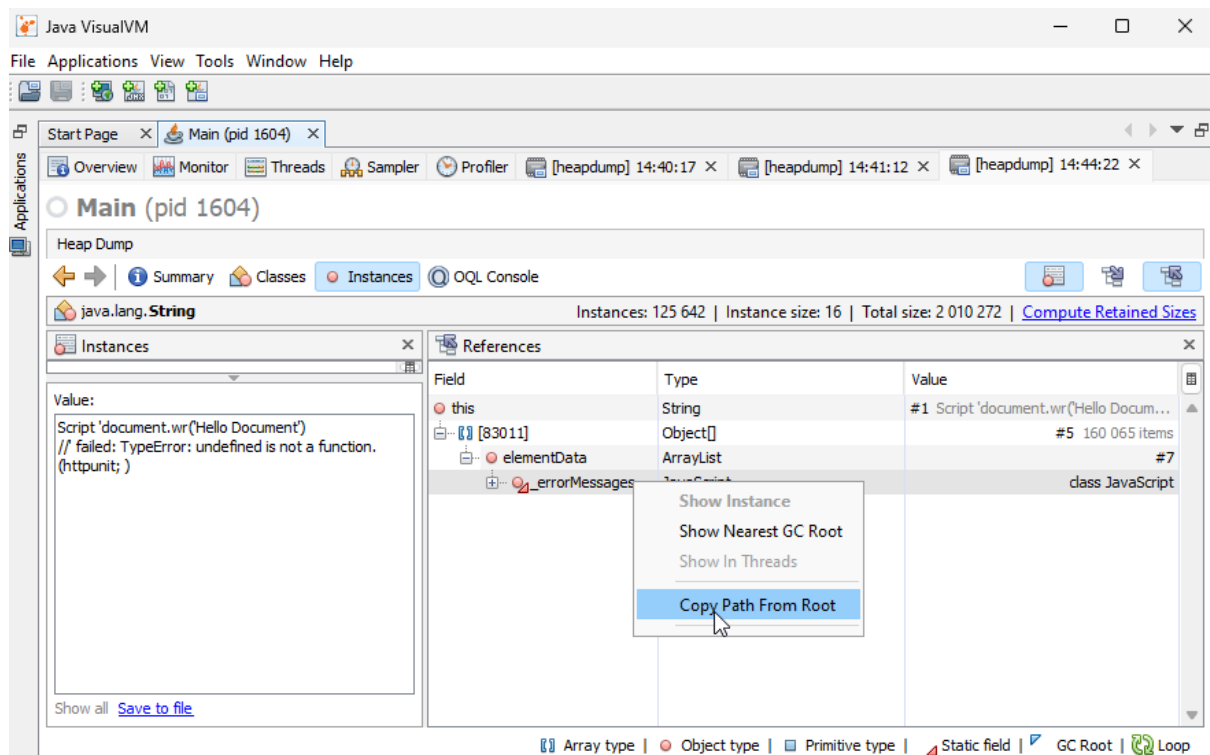 Java VisualVM
File Applications View Tools Window Help
Start Page Main (pid 1604)
Applications
Overview Monitor Threads Sampler Profiler [heapdump] 14:40:17 [heapdump] 14:41:12 [heapdump] 14:44:22
Main (pid 1604)
Heap Dump
Summary Classes Instances OQL Console
java.lang.String Instances: 125 642 | Instance size: 16 | Total size: 2 010 272 | Compute Retained Sizes
Instances
Value:
Script 'document.wr('Hello Document')
//' failed: TypeError: undefined is not a function.
(httpunit; )
Show all Save to file
References
Field Type Value
this String #1 Script 'document.wr('Hello Docum...
[83011] Object[] #5 160 065 items
elementData ArrayList #7
_errorMessages JavaScript class JavaScript
Show Instance
Show Nearest GC Root
Show In Threads
Copy Path From Root
Array type | Object type | Primitive type | Static field | GC Root | Loop